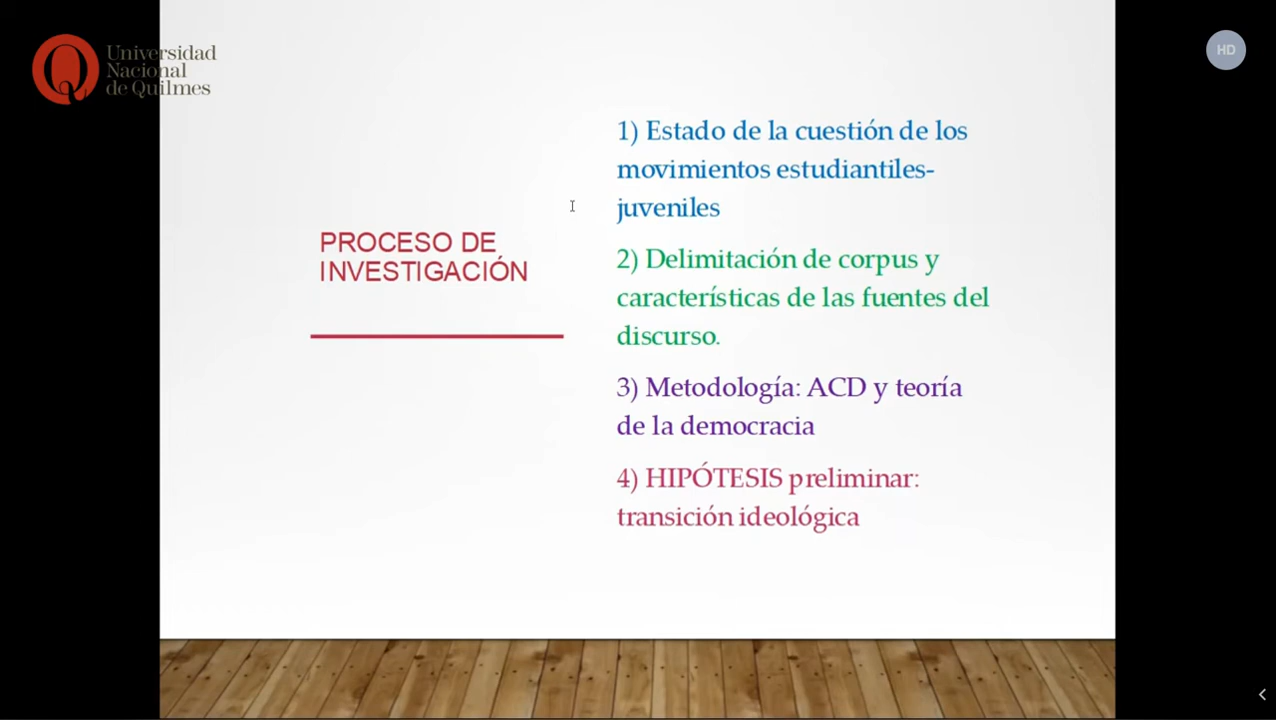 Universidad
Nacional
de Quilmes
HD
PROCESO DE
INVESTIGACIÓN
1) Estado de la cuestión de los
movimientos estudiantiles-
juveniles
2) Delimitación de corpus y
características de las fuentes del
discurso.
3) Metodología: ACD y teoría
de la democracia
4) HIPÓTESIS preliminar:
transición ideológica